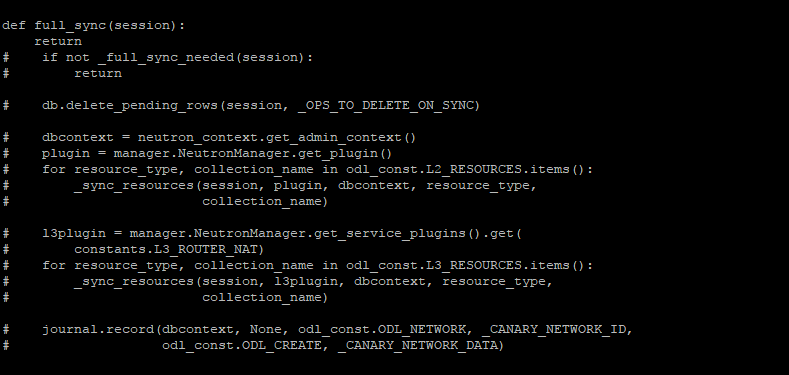 def full_sync(session):
    return
#    if not _full_sync_needed(session):
#        return
#    db.delete_pending_rows(session, _OPS_TO_DELETE_ON_SYNC)
#    dbcontext = neutron_context.get_admin_context()
#    plugin = manager.NeutronManager.get_plugin()
#    for resource_type, collection_name in odl_const.L2_RESOURCES.items():
#        _sync_resources(session, plugin, dbcontext, resource_type,
#                        collection_name)
#    l3plugin = manager.NeutronManager.get_service_plugins().get(
#        constants.L3_ROUTER_NAT)
#    for resource_type, collection_name in odl_const.L3_RESOURCES.items():
#        _sync_resources(session, l3plugin, dbcontext, resource_type,
#                        collection_name)
#    journal.record(dbcontext, None, odl_const.ODL_NETWORK, _CANARY_NETWORK_ID,
#                   odl_const.ODL_CREATE, _CANARY_NETWORK_DATA)